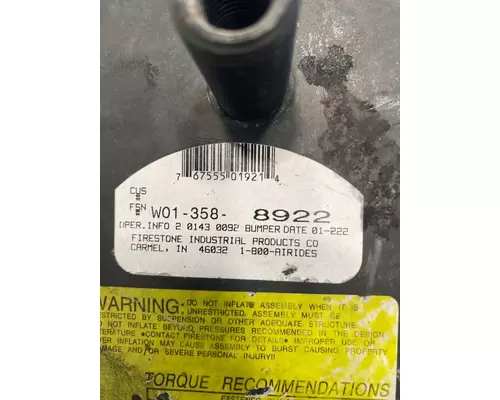 7 67555 01921 4
CUS
FSN W01-358- 8922
OPER.INFO 2 0143 0092 BUMPER DATE 01-222
FIRESTONE INDUSTRIAL PRODUCTS CO
CARMEL, IN 46032 1-800-AIRIDES
WARNING: DO NOT INFLATE ASSEMBLY WHEN IT IS
UNRESTRICTED. ASSEMBLY MUST BE
RESTRICTED BY SUSPENSION OR OTHER ADEQUATE STRUCTURE.
DO NOT INFLATE BEYOND PRESSURES RECOMMENDED IN THE DESIGN
LITERATURE •CONTACT FIRESTONE FOR DETAILS• IMPROPER USE OR
OVER INFLATION MAY CAUSE ASSEMBLY TO BURST CAUSING PROPERTY
DAMAGE AND/OR SEVERE PERSONAL INJURY!!
TORQUE RECOMMENDATIONS